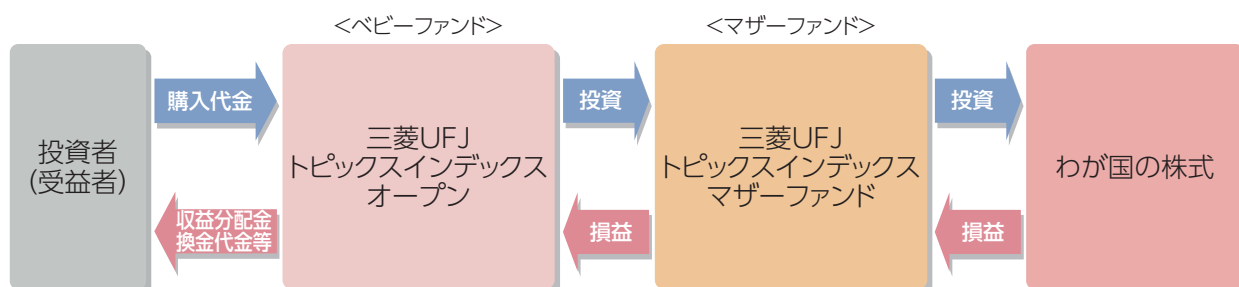 <ベビーファンド>
<マザーファンド>
投資者
(受益者)
購入代金
収益分配金
換金代金等
三菱UFJ
トピックスインデックス
オープン
投資
損益
三菱UFJ
トピックスインデックス
マザーファンド
投資
損益
わが国の株式